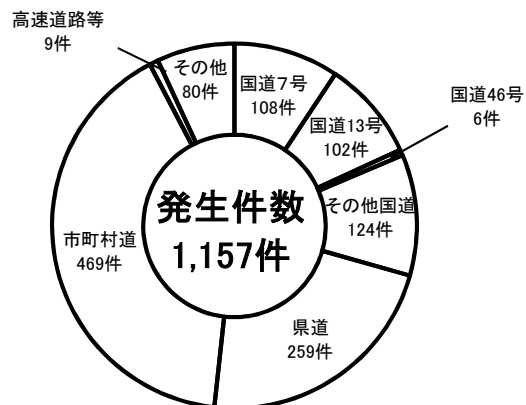 高速道路等
9件
その他
80件
国道7号
108件
国道13号
102件
国道46号
6件
その他国道
124件
県道
259件
市町村道
469件
発生件数
1,157件